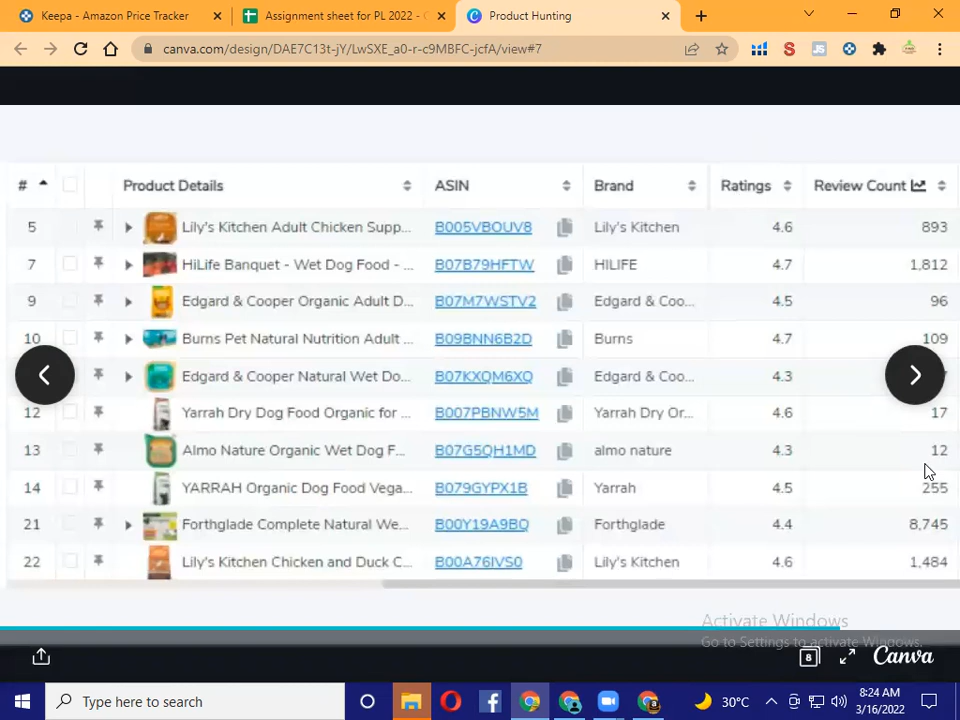 Keepa - Amazon Price Tracker
Assignment sheet for PL 2022 -
Product Hunting
canva.com/design/DAE7C13t-jY/LwSXE_a0-r-c9MBFC-jcfA/view#7
# Product Details ASIN Brand Ratings Review Count
5 Lily's Kitchen Adult Chicken Supp... B005VBOUV8 Lily's Kitchen 4.6 893
7 HiLife Banquet - Wet Dog Food - ... B07B79HFTW HILIFE 4.7 1,812
9 Edgard & Cooper Organic Adult D... B07M7WSTV2 Edgard & Coo... 4.5 96
10 Burns Pet Natural Nutrition Adult ... B09BNN6B2D Burns 4.7 109
Edgard & Cooper Natural Wet Do... B07KXQM6XQ Edgard & Coo... 4.3
12 Yarrah Dry Dog Food Organic for ... B007PBNW5M Yarrah Dry Or... 4.6 17
13 Almo Nature Organic Wet Dog F... B07G5QH1MD almo nature 4.3 12
14 YARRAH Organic Dog Food Vega... B079GYPX1B Yarrah 4.5 255
21 Forthglade Complete Natural We... B00Y19A9BQ Forthglade 4.4 8,745
22 Lily's Kitchen Chicken and Duck C... B00A76IVS0 Lily's Kitchen 4.6 1,484
Activate Windows
Go to Settings to activate Windows.
8 Canva
Type here to search
30°C
8:24 AM
3/16/2022